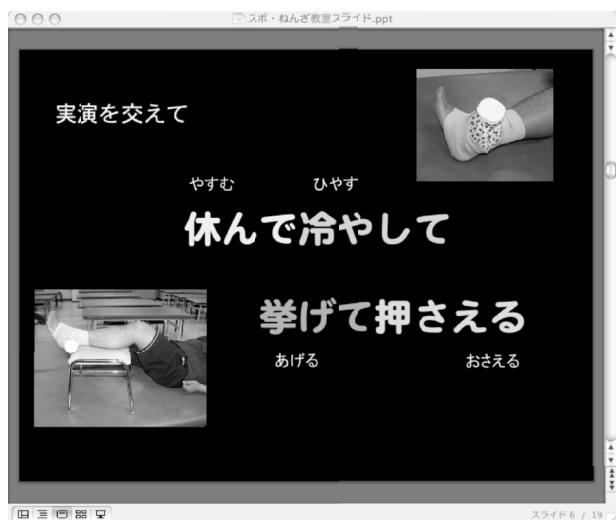 スポ・ねんざ教室スライド.ppt
実演を交えて
やすむ ひやす
休んで冷やして
挙げて押さえる
あげる おさえる
スライド 6 / 19